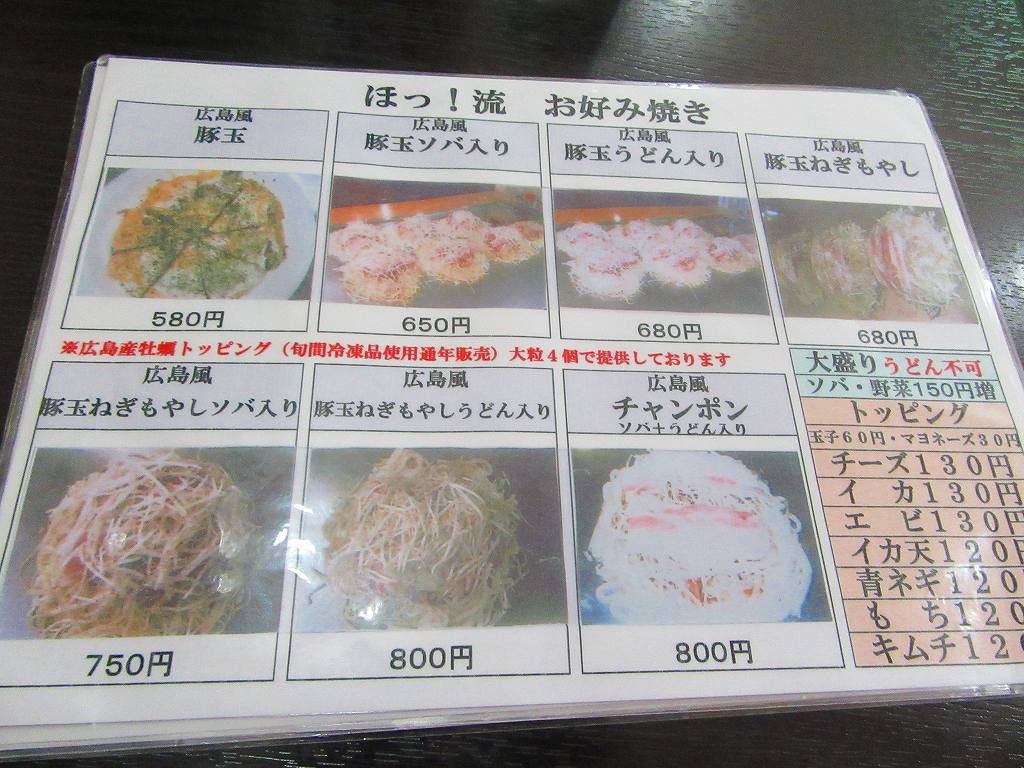 ほっ！流　お好み焼き
広島風
豚玉
580円
広島風
豚玉ソバ入り
650円
広島風
豚玉うどん入り
680円
広島風
豚玉ねぎもやし
680円
※広島産牡蠣トッピング（旬間冷凍品使用通年販売）大粒４個で提供しております
広島風
豚玉ねぎもやしソバ入り
750円
広島風
豚玉ねぎもやしうどん入り
800円
広島風
チャンポン
ソバ＋うどん入り
800円
大盛りうどん不可
ソバ・野菜150円増
トッピング
玉子６０円・マヨネーズ３０円
チーズ１３０円
イ　カ１３０円
エ　ビ１３０円
イカ天１２０円
青ネギ１２０
も　ち１２０
キムチ１２０